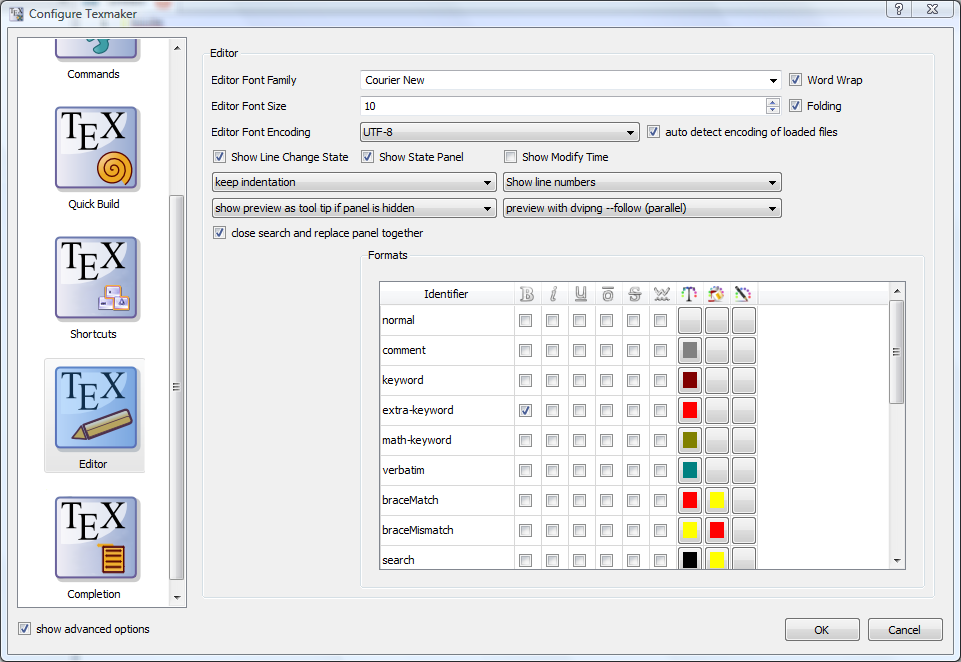 Configure Texmaker
Commands
TEX
Quick Build
TEX
Shortcuts
TEX
Editor
TEX
Completion
Editor
Editor Font Family Courier New Word Wrap
Editor Font Size 10 Folding
Editor Font Encoding UTF-8 auto detect encoding of loaded files
Show Line Change State Show State Panel Show Modify Time
keep indentation Show line numbers
show preview as tool tip if panel is hidden preview with dvipng --follow (parallel)
close search and replace panel together
Formats
Identifier B i U O S W T
normal
comment
keyword
extra-keyword
math-keyword
verbatim
braceMatch
braceMismatch
search
show advanced options
OK Cancel